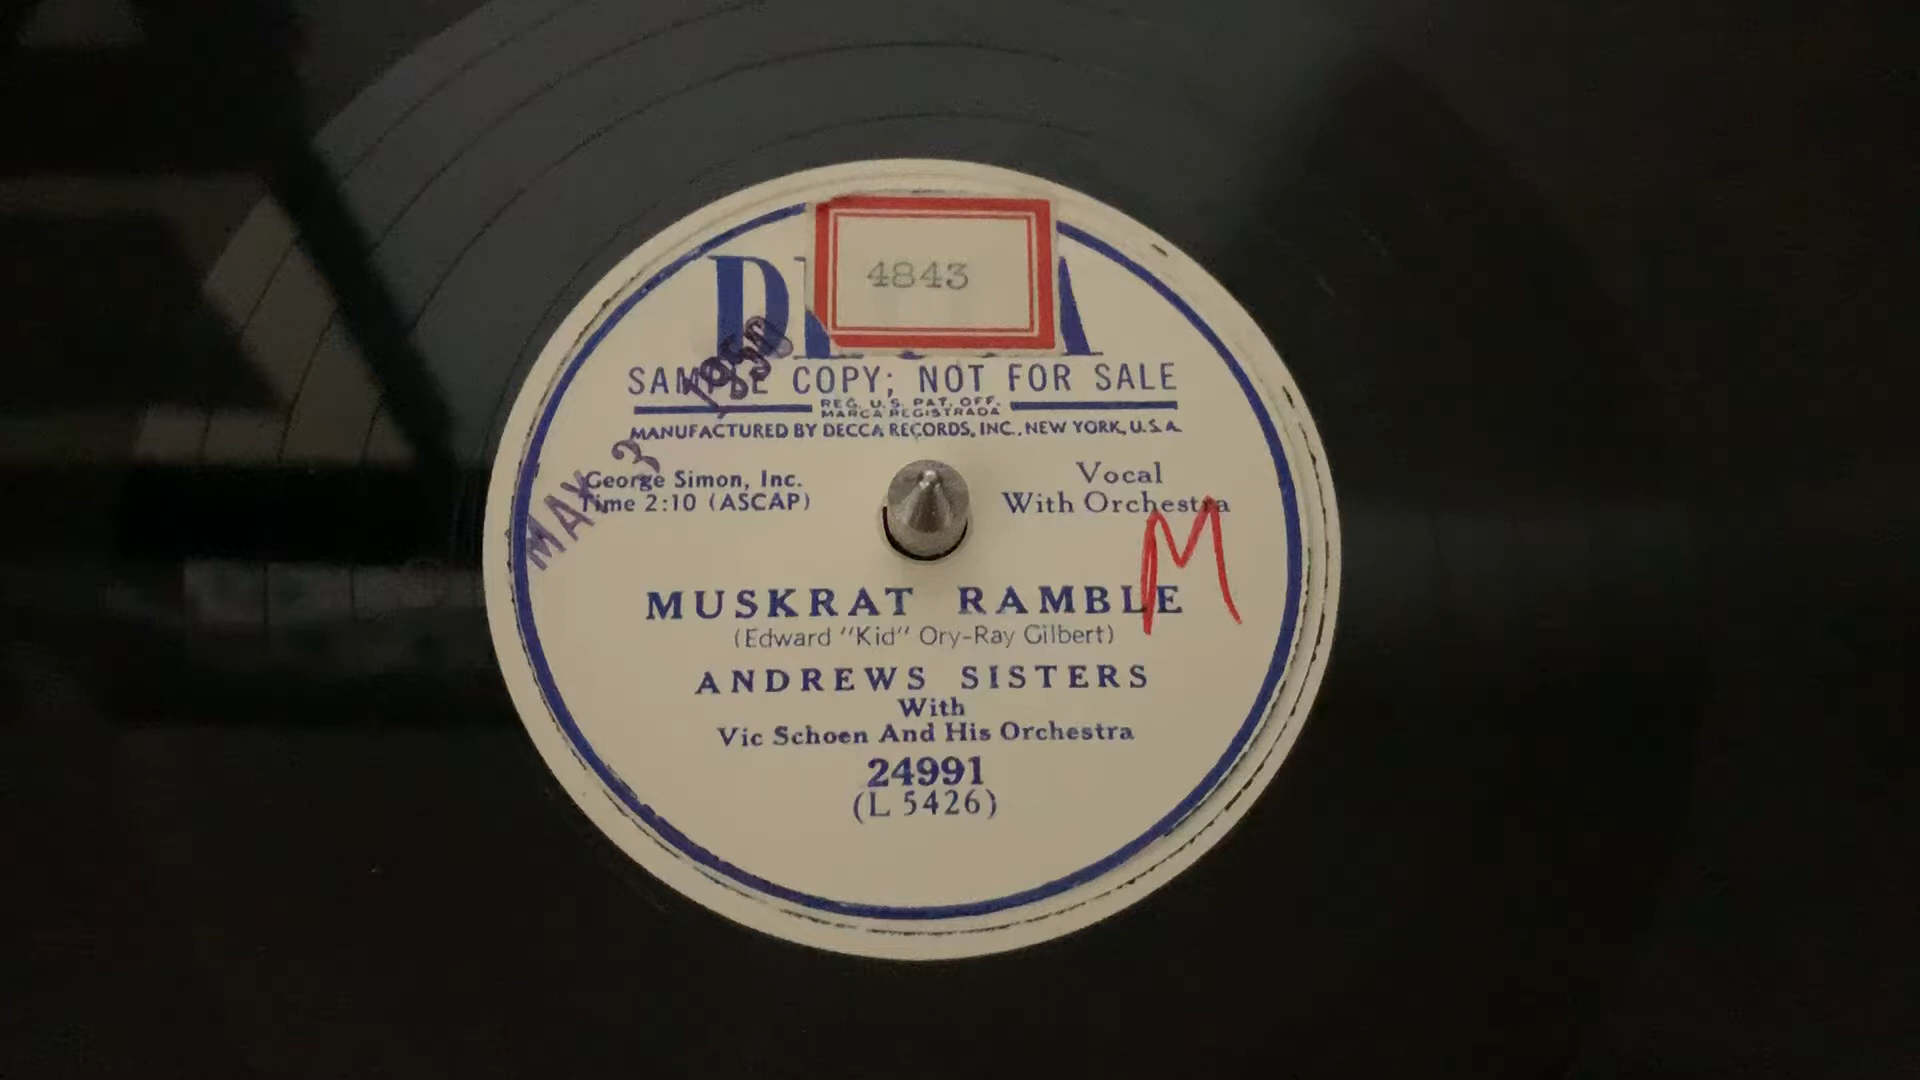 4843
SAMPLE COPY; NOT FOR SALE
REG. U.S. PAT. OFF.
MARCA REGISTRADA
MANUFACTURED BY DECCA RECORDS, INC., NEW YORK, U.S.A.
MAY 3 1950
George Simon, Inc.
Time 2:10 (ASCAP)
Vocal
With Orchestra
M
MUSKRAT RAMBLE
(Edward "Kid" Ory-Ray Gilbert)
ANDREWS SISTERS
With
Vic Schoen And His Orchestra
24991
(L 5426)